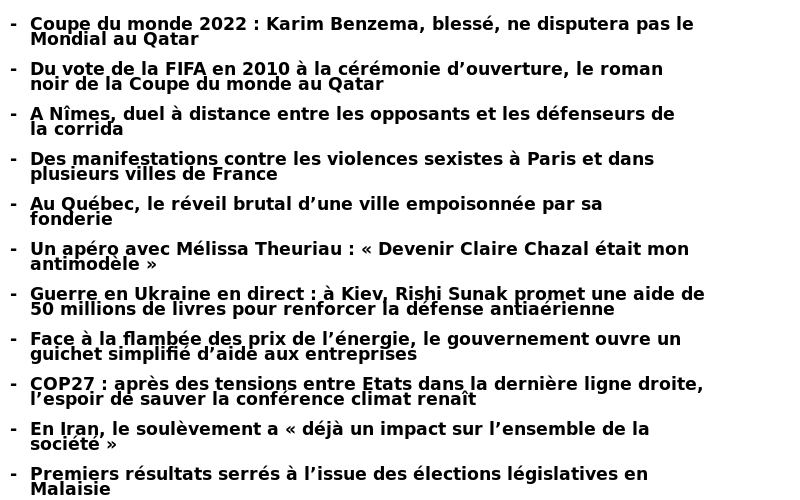 - Coupe du monde 2022 : Karim Benzema, blessé, ne disputera pas le
Mondial au Qatar
- Du vote de la FIFA en 2010 à la cérémonie d’ouverture, le roman
noir de la Coupe du monde au Qatar
- A Nîmes, duel à distance entre les opposants et les défenseurs de
la corrida
- Des manifestations contre les violences sexistes à Paris et dans
plusieurs villes de France
- Au Québec, le réveil brutal d’une ville empoisonnée par sa
fonderie
- Un apéro avec Mélissa Theuriau : « Devenir Claire Chazal était mon
antimodèle »
- Guerre en Ukraine en direct : à Kiev, Rishi Sunak promet une aide de
50 millions de livres pour renforcer la défense antiaérienne
- Face à la flambée des prix de l’énergie, le gouvernement ouvre un
guichet simplifié d’aide aux entreprises
- COP27 : après des tensions entre Etats dans la dernière ligne droite,
l’espoir de sauver la conférence climat renaît
- En Iran, le soulèvement a « déjà un impact sur l’ensemble de la
société »
- Premiers résultats serrés à l’issue des élections législatives en
Malaisie